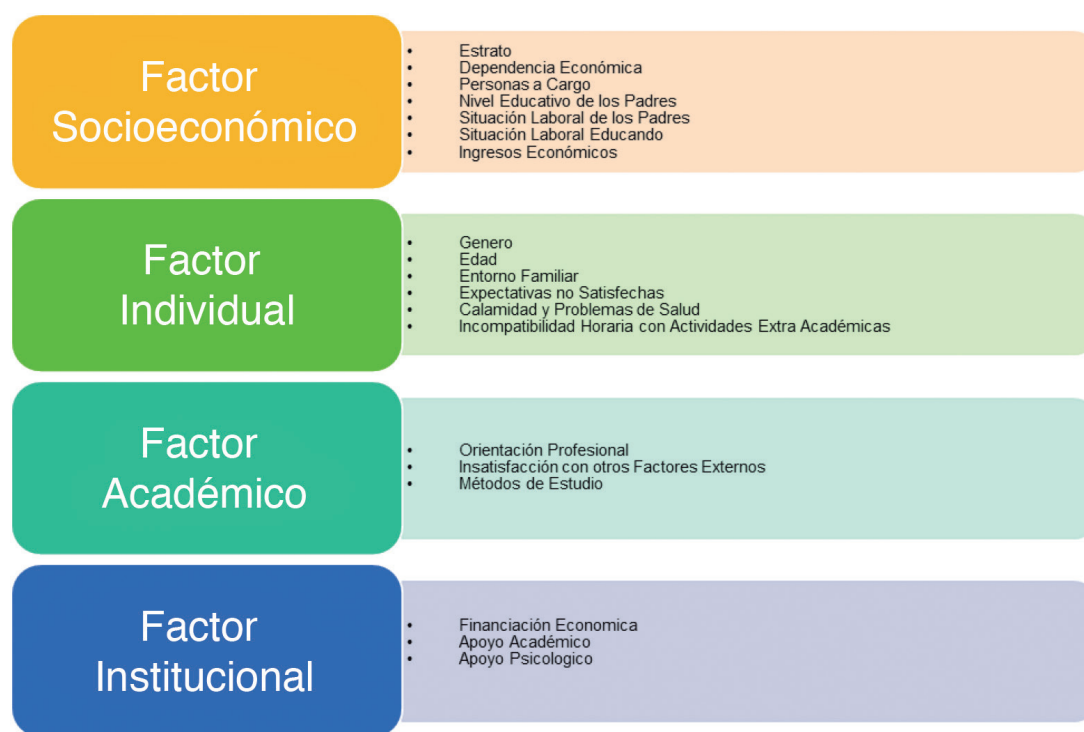 Factor
Socioeconómico
• Estrato
• Dependencia Económica
• Personas a Cargo
• Nivel Educativo de los Padres
• Situación Laboral de los Padres
• Situación Laboral Educando
• Ingresos Económicos
Factor
Individual
• Genero
• Edad
• Entorno Familiar
• Expectativas no Satisfechas
• Calamidad y Problemas de Salud
• Incompatibilidad Horaria con Actividades Extra Académicas
Factor
Académico
• Orientación Profesional
• Insatisfacción con otros Factores Externos
• Métodos de Estudio
Factor
Institucional
• Financiación Economica
• Apoyo Académico
• Apoyo Psicologico